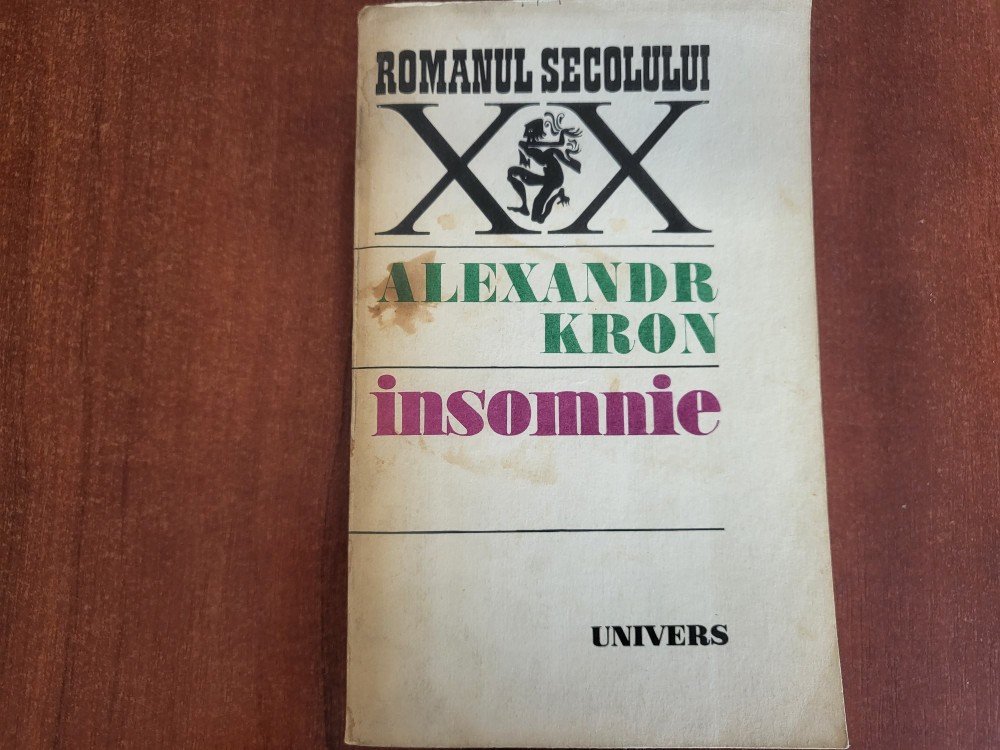 ROMANUL SECOLULUI
XX
ALEXANDR
KRON
insomnie
UNIVERS